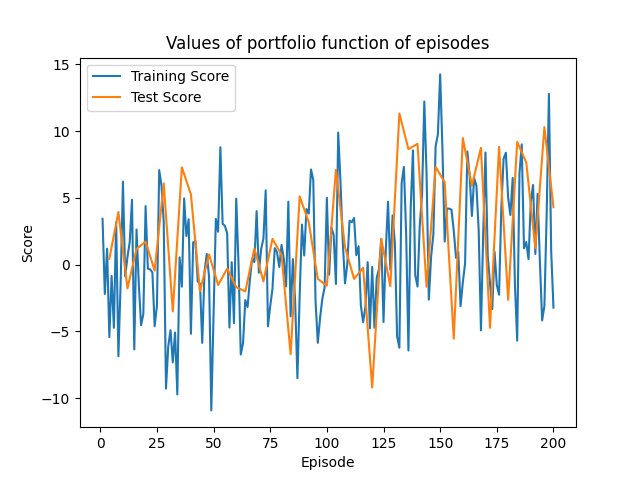 Values of portfolio function of episodes
Training Score
Test Score
Score
15
10
5
0
−5
−10
0 25 50 75 100 125 150 175 200
Episode